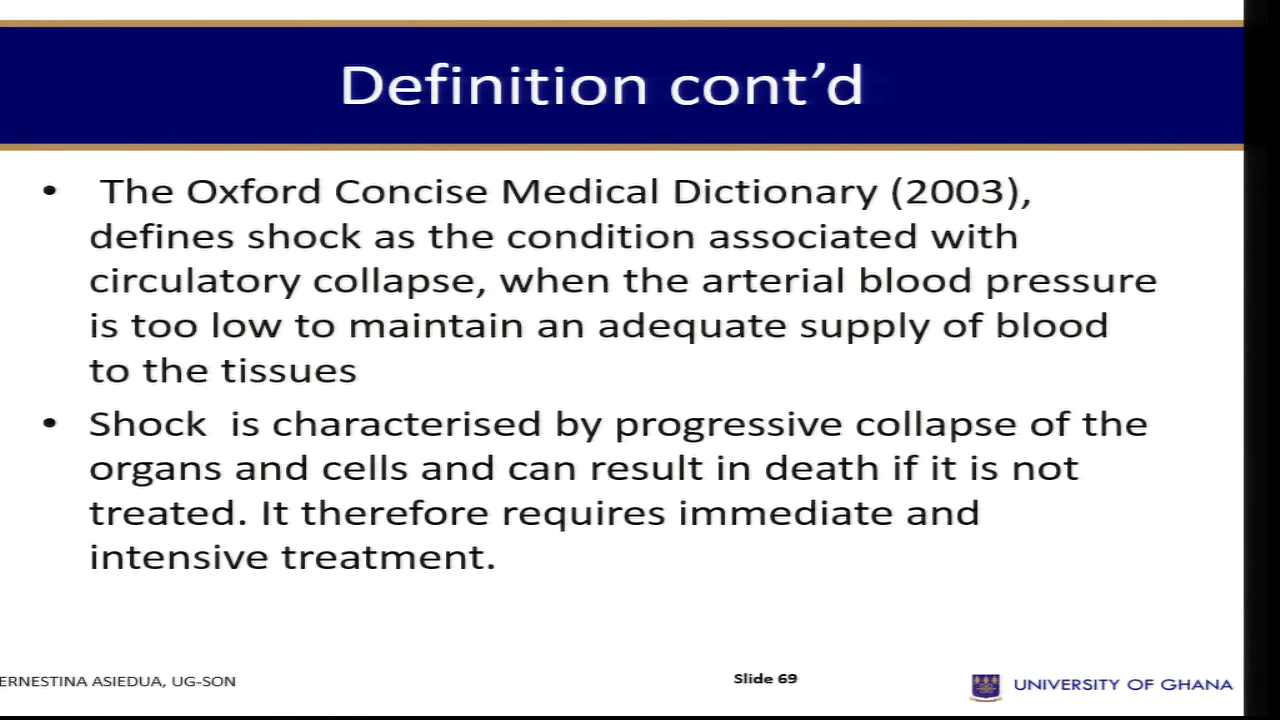 Definition cont’d
• The Oxford Concise Medical Dictionary (2003),
defines shock as the condition associated with
circulatory collapse, when the arterial blood pressure
is too low to maintain an adequate supply of blood
to the tissues
• Shock is characterised by progressive collapse of the
organs and cells and can result in death if it is not
treated. It therefore requires immediate and
intensive treatment.
ERNESTINA ASIEDUA, UG-SON
Slide 69
UNIVERSITY OF GHANA